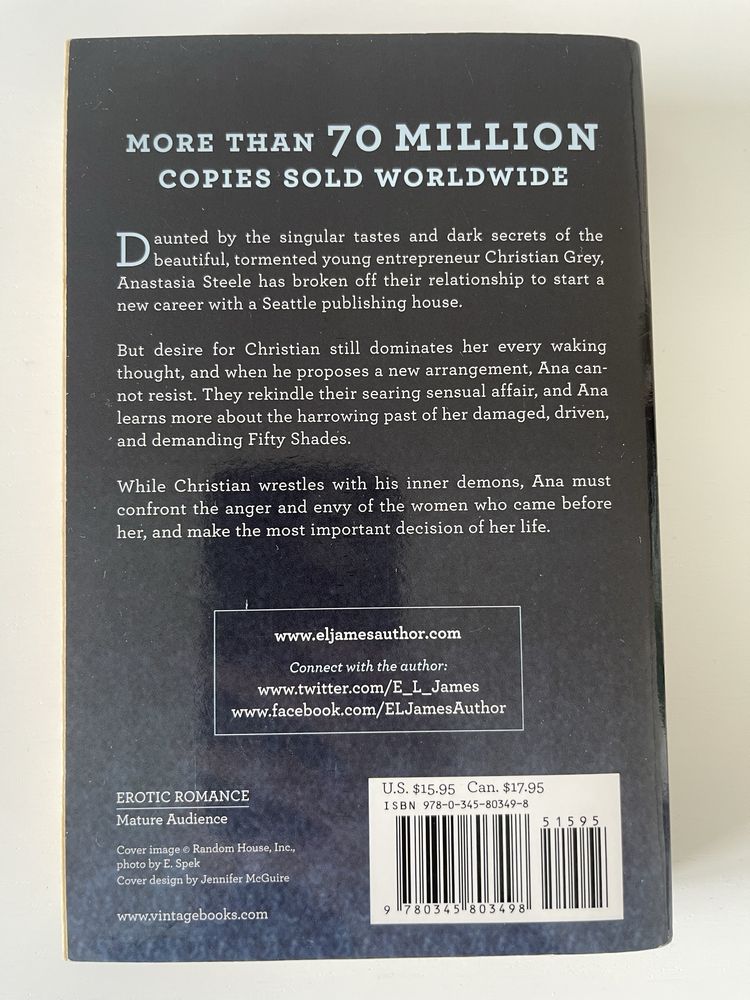 MORE THAN 70 MILLION
COPIES SOLD WORLDWIDE
Daunted by the singular tastes and dark secrets of the
beautiful, tormented young entrepreneur Christian Grey,
Anastasia Steele has broken off their relationship to start a
new career with a Seattle publishing house.
But desire for Christian still dominates her every waking
thought, and when he proposes a new arrangement, Ana can-
not resist. They rekindle their searing sensual affair, and Ana
learns more about the harrowing past of her damaged, driven,
and demanding Fifty Shades.
While Christian wrestles with his inner demons, Ana must
confront the anger and envy of the women who came before
her, and make the most important decision of her life.
www.eljamesauthor.com
Connect with the author:
www.twitter.com/E_L_James
www.facebook.com/ELJamesAuthor
EROTIC ROMANCE
Mature Audience
Cover image © Random House, Inc.,
photo by E. Spek
Cover design by Jennifer McGuire
www.vintagebooks.com
U.S. $15.95 Can. $17.95
ISBN 978-0-345-80349-8
51595
9 780345 803498